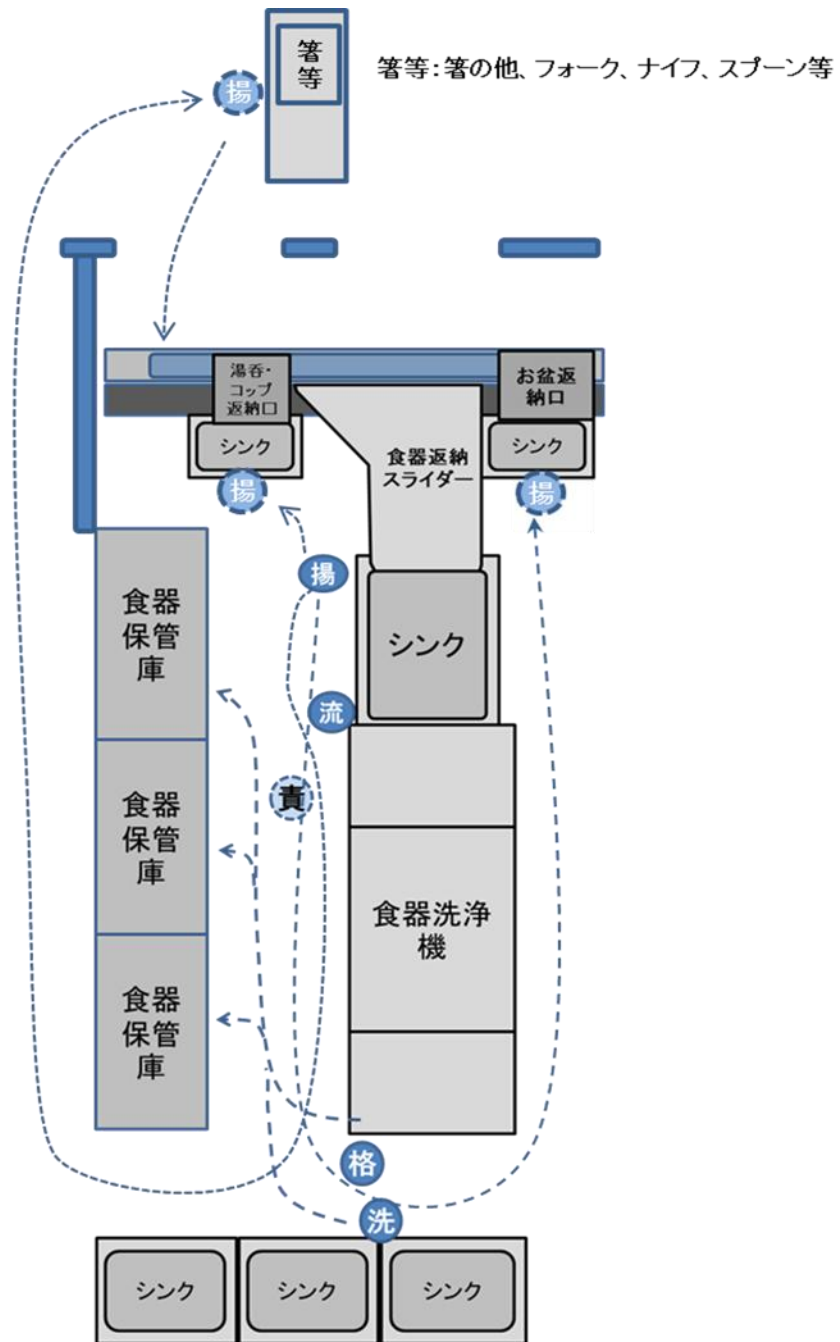 箸
等
箸等：箸の他、フォーク、ナイフ、スプーン等
揚
湯呑・
コップ
返納口
お盆返
納口
シンク
食器返納
スライダー
シンク
揚
揚
揚
シンク
流
食器
保管
庫
責
食器
保管
庫
食器洗浄
機
食器
保管
庫
格
洗
シンク
シンク
シンク